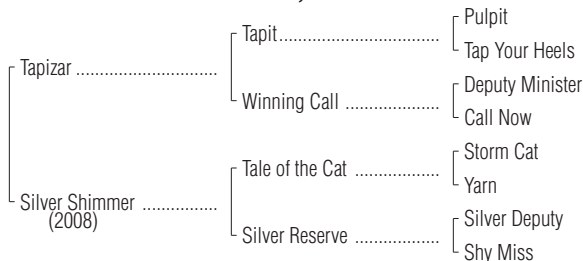 Pulpit
Tapit......................................
Tap Your Heels
Tapizar .................................
Deputy Minister
Winning Call ......................
Call Now
Storm Cat
Tale of the Cat ....................
Yarn
Silver Shimmer .................
(2008)
Silver Deputy
Silver Reserve .....................
Shy Miss